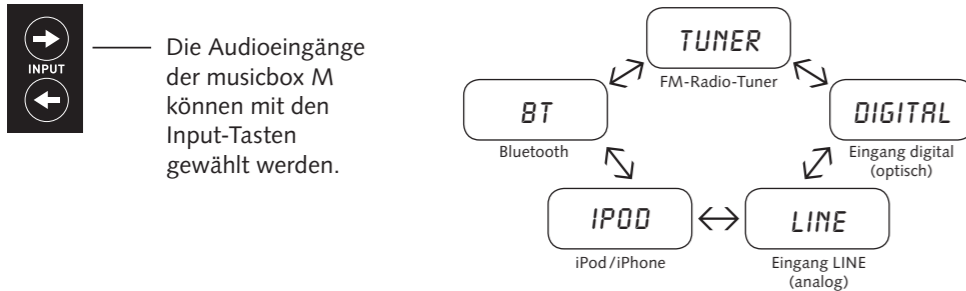 INPUT
Die Audioeingänge
der musicbox M
können mit den
Input-Tasten
gewählt werden.
TUNER
FM-Radio-Tuner
BT
Bluetooth
DIGITAL
Eingang digital
(optisch)
IPOD
iPod/iPhone
LINE
Eingang LINE
(analog)